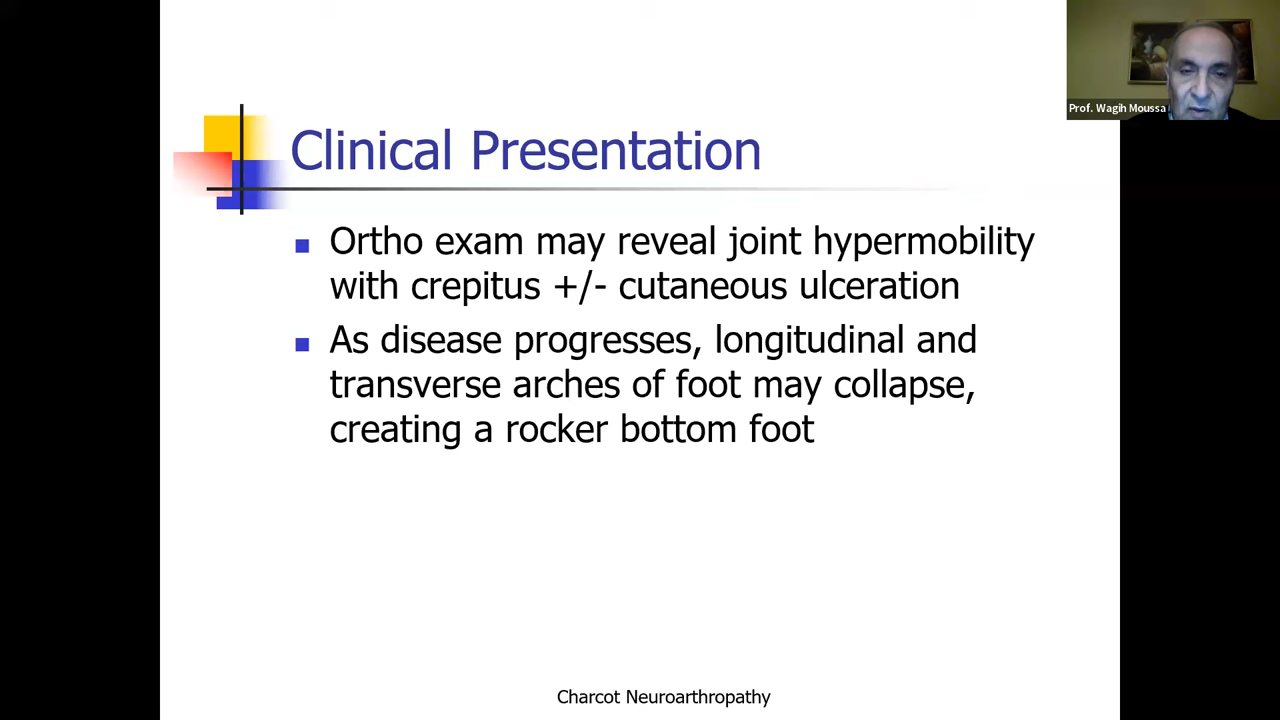 Prof. Wagih Moussa
Clinical Presentation
Ortho exam may reveal joint hypermobility
with crepitus +/- cutaneous ulceration
As disease progresses, longitudinal and
transverse arches of foot may collapse,
creating a rocker bottom foot
Charcot Neuroarthropathy